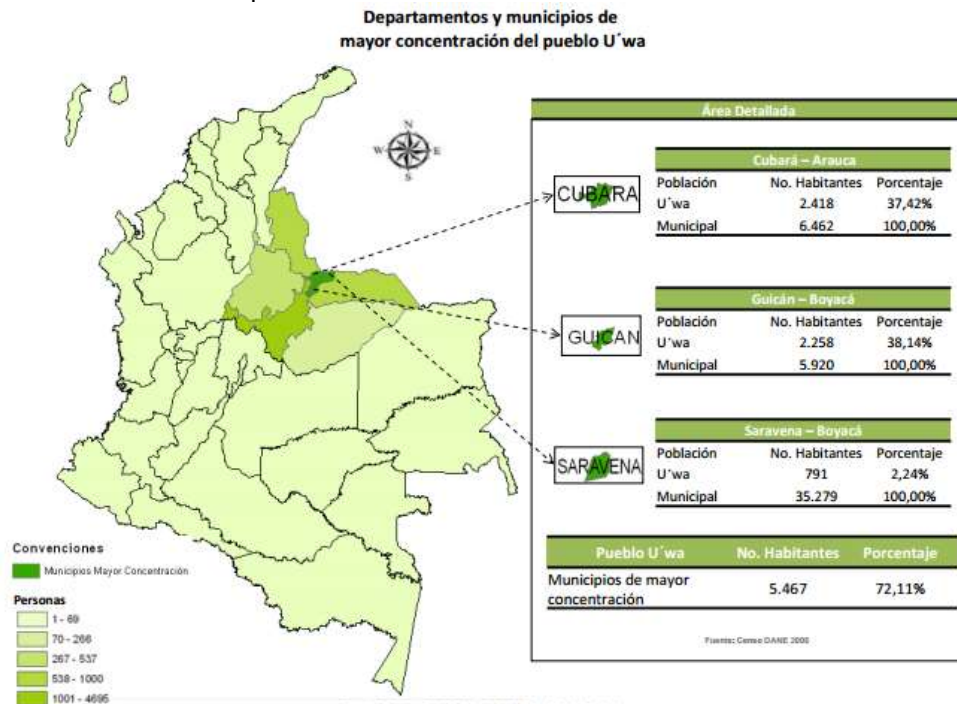 Departamentos y municipios de
mayor concentración del pueblo U´wa
N
W
E
S
Área Detallada
CUBARA
Cubará – Arauca
Población No. Habitantes Porcentaje
U´wa 2.418 37,42%
Municipal 6.462 100,00%
GUICAN
Guicán – Boyacá
Población No. Habitantes Porcentaje
U´wa 2.258 38,14%
Municipal 5.920 100,00%
SARAVENA
Saravena – Boyacá
Población No. Habitantes Porcentaje
U´wa 791 2,24%
Municipal 35.279 100,00%
Pueblo U´wa No. Habitantes Porcentaje
Municipios de mayor
concentración 5.467 72,11%
Fuente: Censo DANE
Convenciones
Municipios Mayor Concentración
Personas
1 - 69
70 - 266
267 - 537
538 - 1000
1001 - 4695